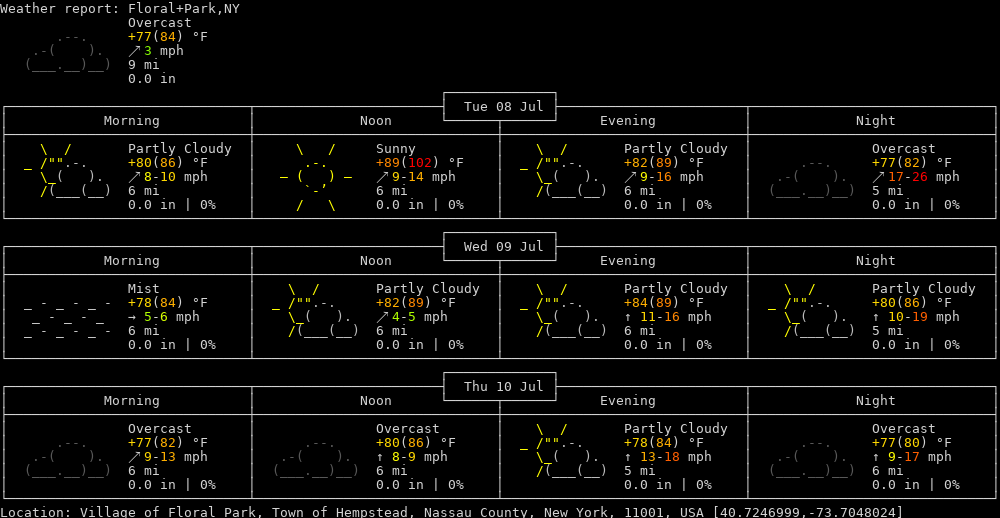 Weather report: Floral+Park,NY
Overcast
+77(84) °F
↗ 3 mph
9 mi
0.0 in
Tue 08 Jul
Morning Noon Evening Night
Partly Cloudy Sunny Partly Cloudy Overcast
+80(86) °F +89(102) °F +82(89) °F +77(82) °F
↗ 8-10 mph ↗ 9-14 mph ↗ 9-16 mph ↗ 17-26 mph
6 mi 6 mi 6 mi 5 mi
0.0 in | 0% 0.0 in | 0% 0.0 in | 0% 0.0 in | 0%
Wed 09 Jul
Morning Noon Evening Night
Mist Partly Cloudy Partly Cloudy Partly Cloudy
+78(84) °F +82(89) °F +84(89) °F +80(86) °F
→ 5-6 mph ↗ 4-5 mph ↑ 11-16 mph ↑ 10-19 mph
6 mi 6 mi 6 mi 5 mi
0.0 in | 0% 0.0 in | 0% 0.0 in | 0% 0.0 in | 0%
Thu 10 Jul
Morning Noon Evening Night
Overcast Overcast Partly Cloudy Overcast
+77(82) °F +80(86) °F +78(84) °F +77(80) °F
↗ 9-13 mph ↑ 8-9 mph ↑ 13-18 mph ↑ 9-17 mph
6 mi 6 mi 5 mi 6 mi
0.0 in | 0% 0.0 in | 0% 0.0 in | 0% 0.0 in | 0%
Location: Village of Floral Park, Town of Hempstead, Nassau County, New York, 11001, USA [40.7246999,-73.7048024]